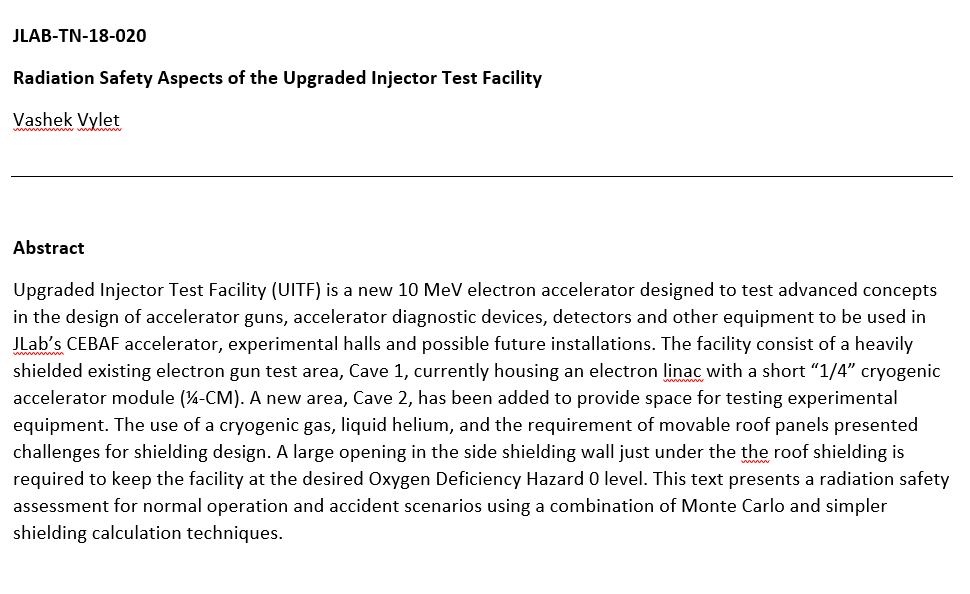 JLAB-TN-18-020
Radiation Safety Aspects of the Upgraded Injector Test Facility
Vashek Vylet
Abstract
Upgraded Injector Test Facility (UITF) is a new 10 MeV electron accelerator designed to test advanced concepts
in the design of accelerator guns, accelerator diagnostic devices, detectors and other equipment to be used in
JLab’s CEBAF accelerator, experimental halls and possible future installations. The facility consist of a heavily
shielded existing electron gun test area, Cave 1, currently housing an electron linac with a short “1/4” cryogenic
accelerator module (¼-CM). A new area, Cave 2, has been added to provide space for testing experimental
equipment. The use of a cryogenic gas, liquid helium, and the requirement of movable roof panels presented
challenges for shielding design. A large opening in the side shielding wall just under the the roof shielding is
required to keep the facility at the desired Oxygen Deficiency Hazard 0 level. This text presents a radiation safety
assessment for normal operation and accident scenarios using a combination of Monte Carlo and simpler
shielding calculation techniques.